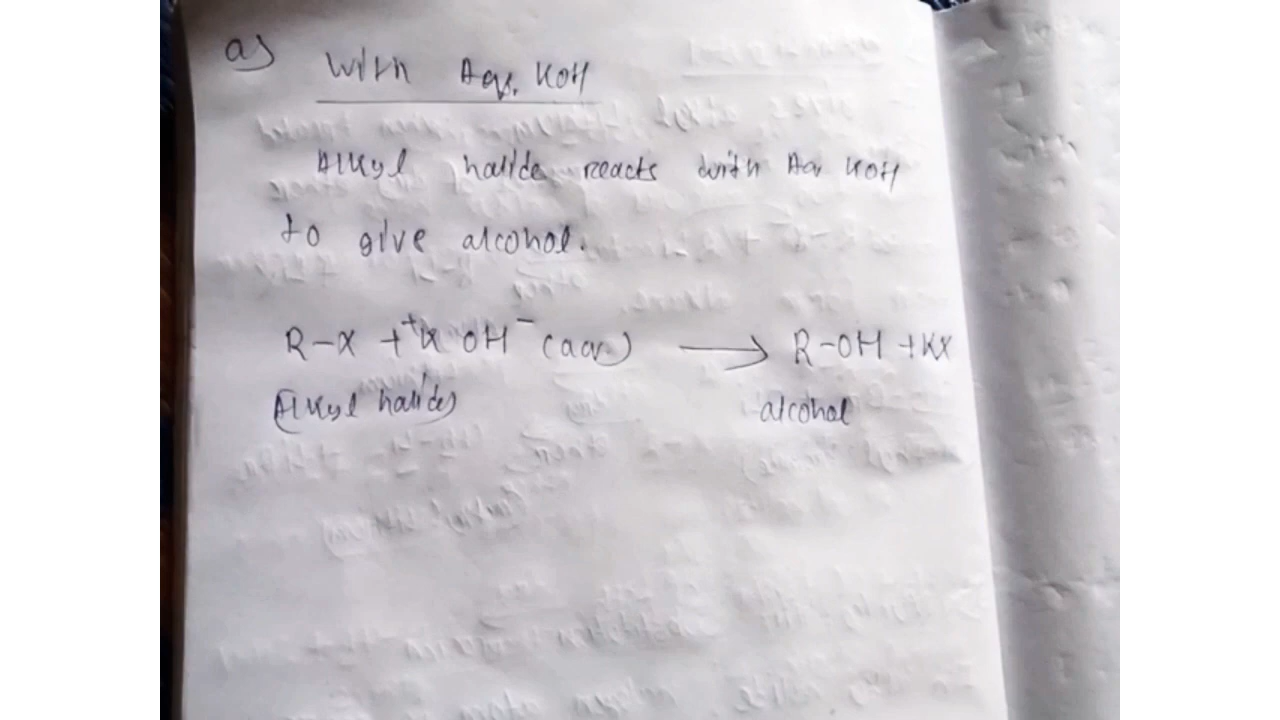 a)
With Aq. KOH
Alkyl halide reacts with Aq KOH
to give alcohol.
R-X + ⁺K OH⁻ (aq) ⟶ R-OH + KX
(Alkyl halide) alcohol